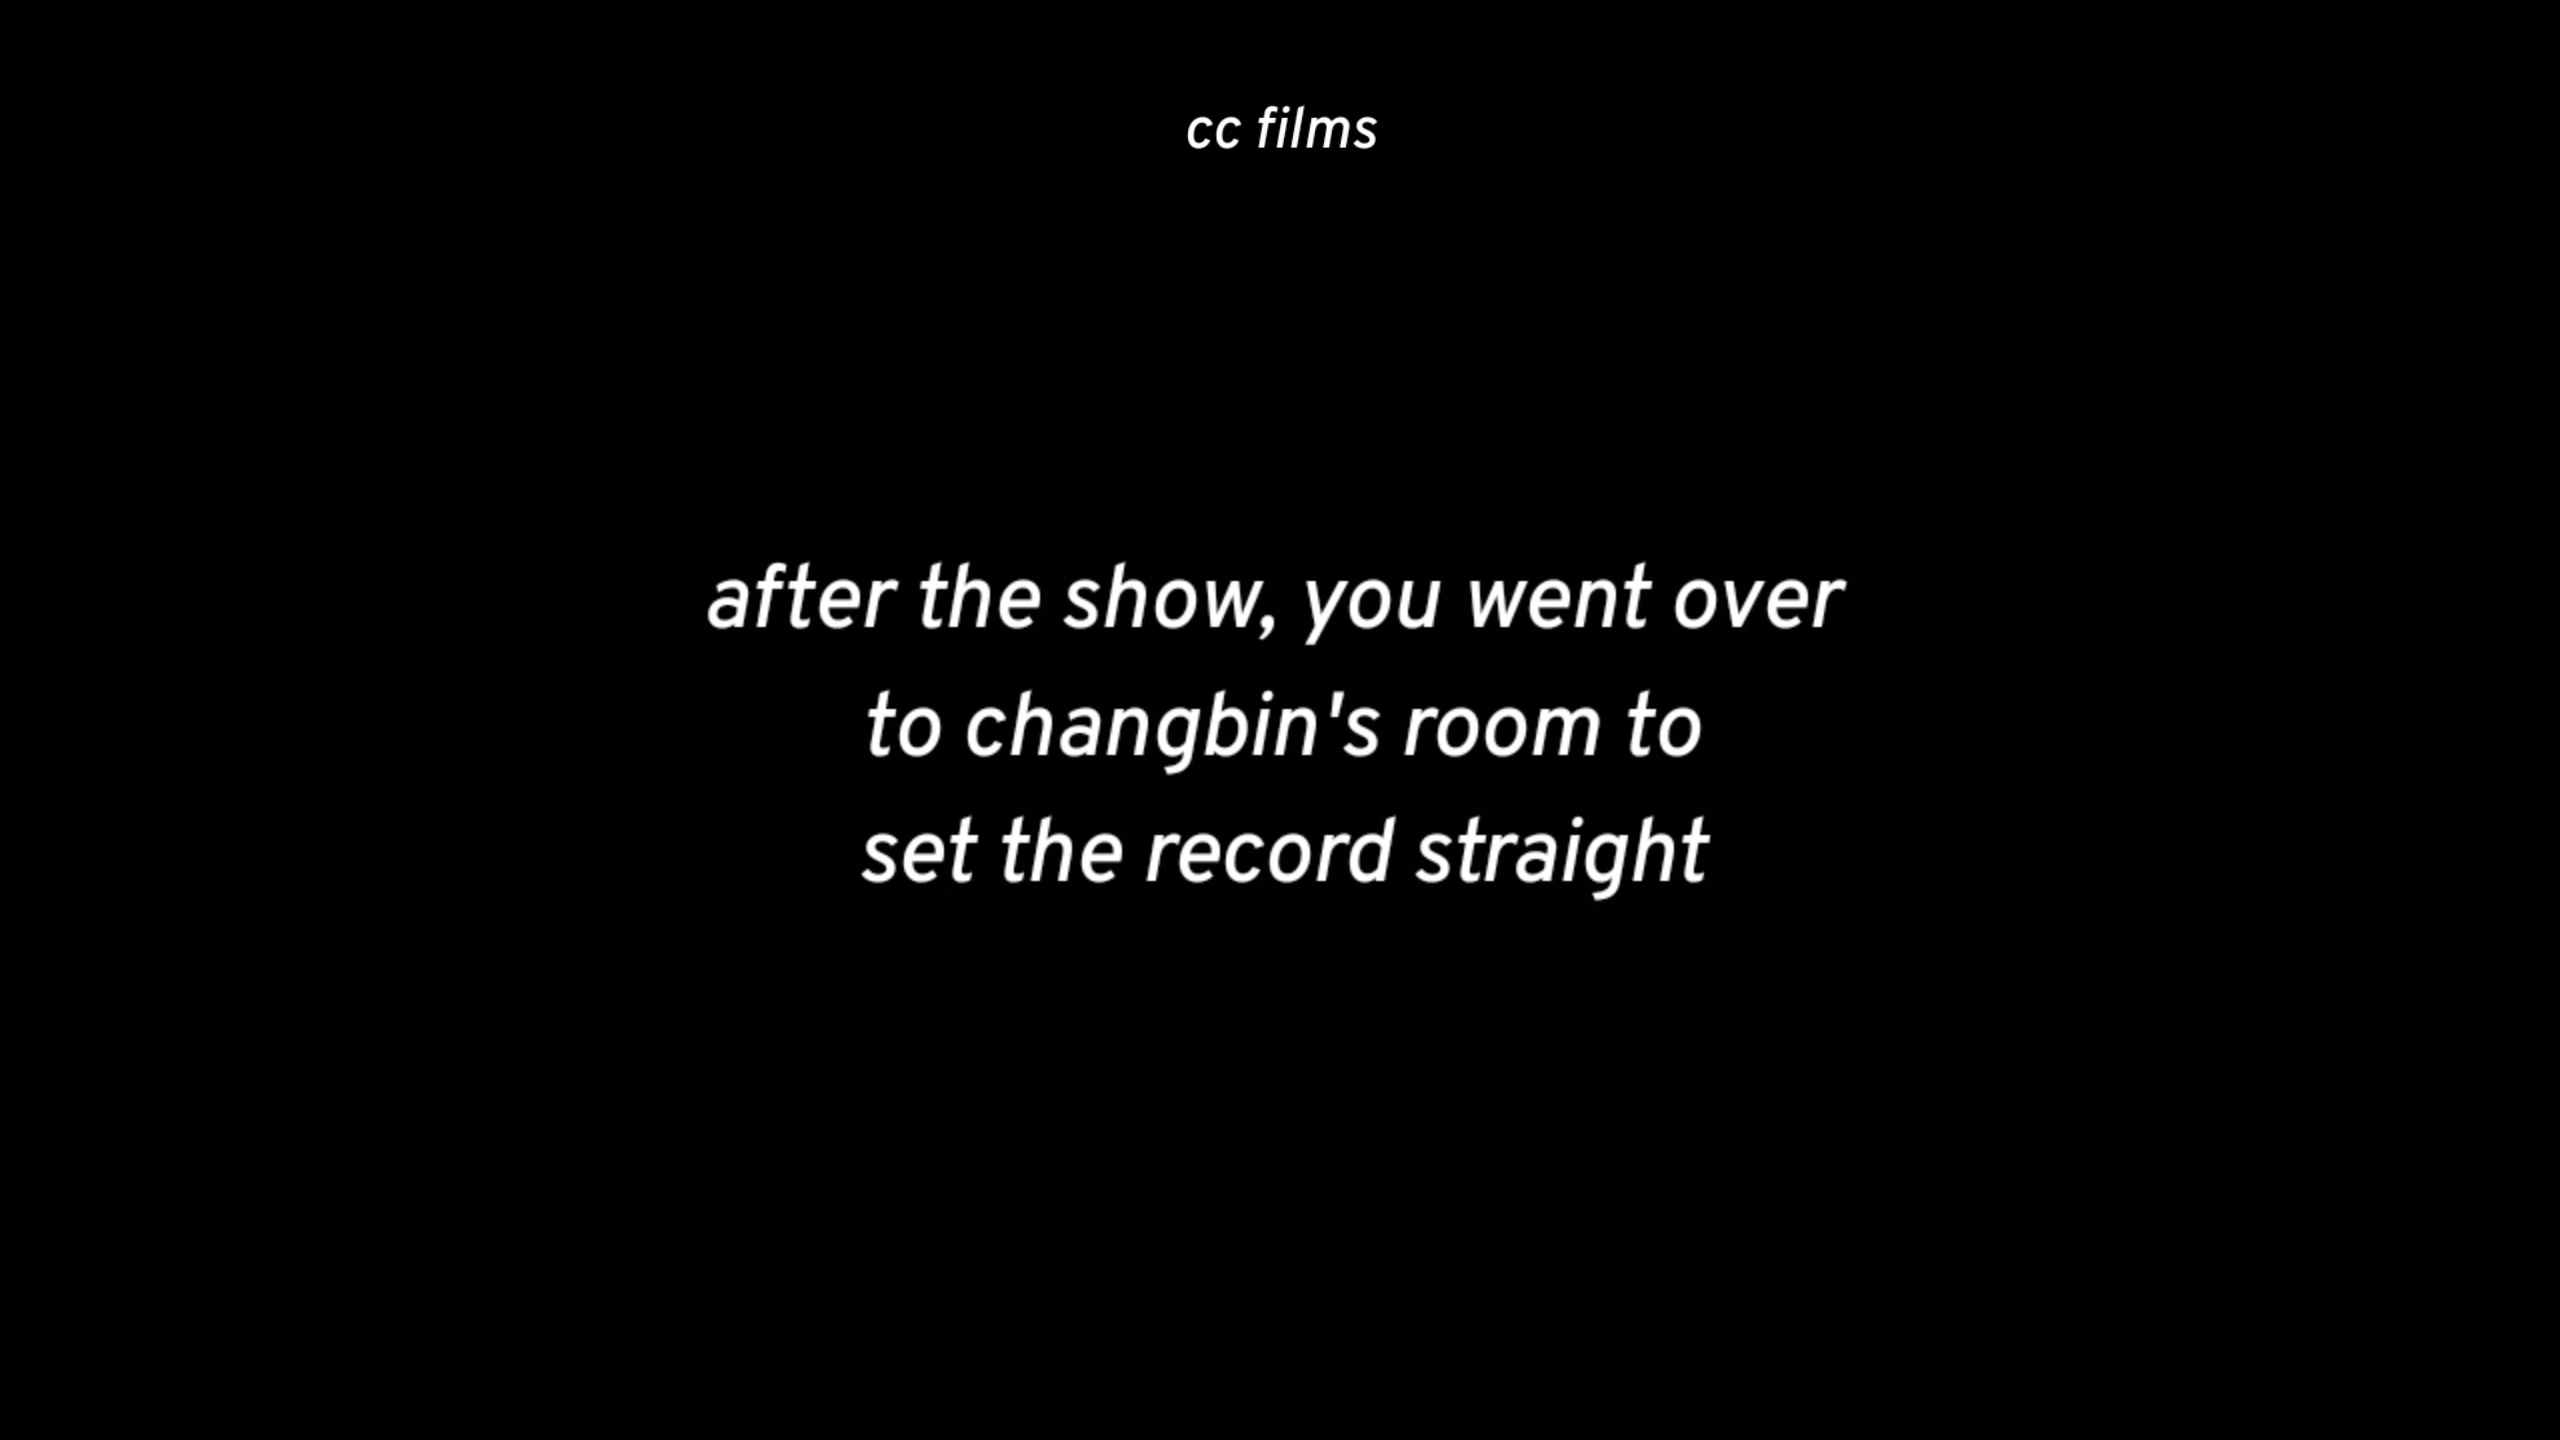 cc films
after the show, you went over
to changbin's room to
set the record straight